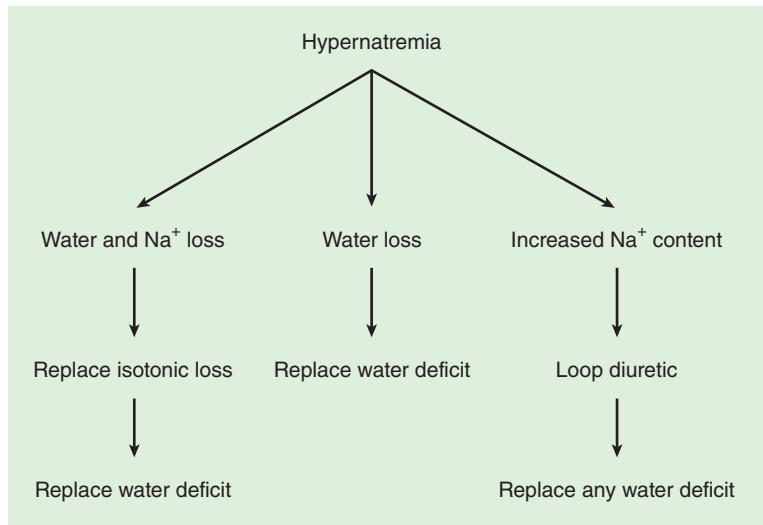 Hypernatremia
Water and Na⁺ loss
Water loss
Increased Na⁺ content
Replace isotonic loss
Replace water deficit
Loop diuretic
Replace water deficit
Replace any water deficit